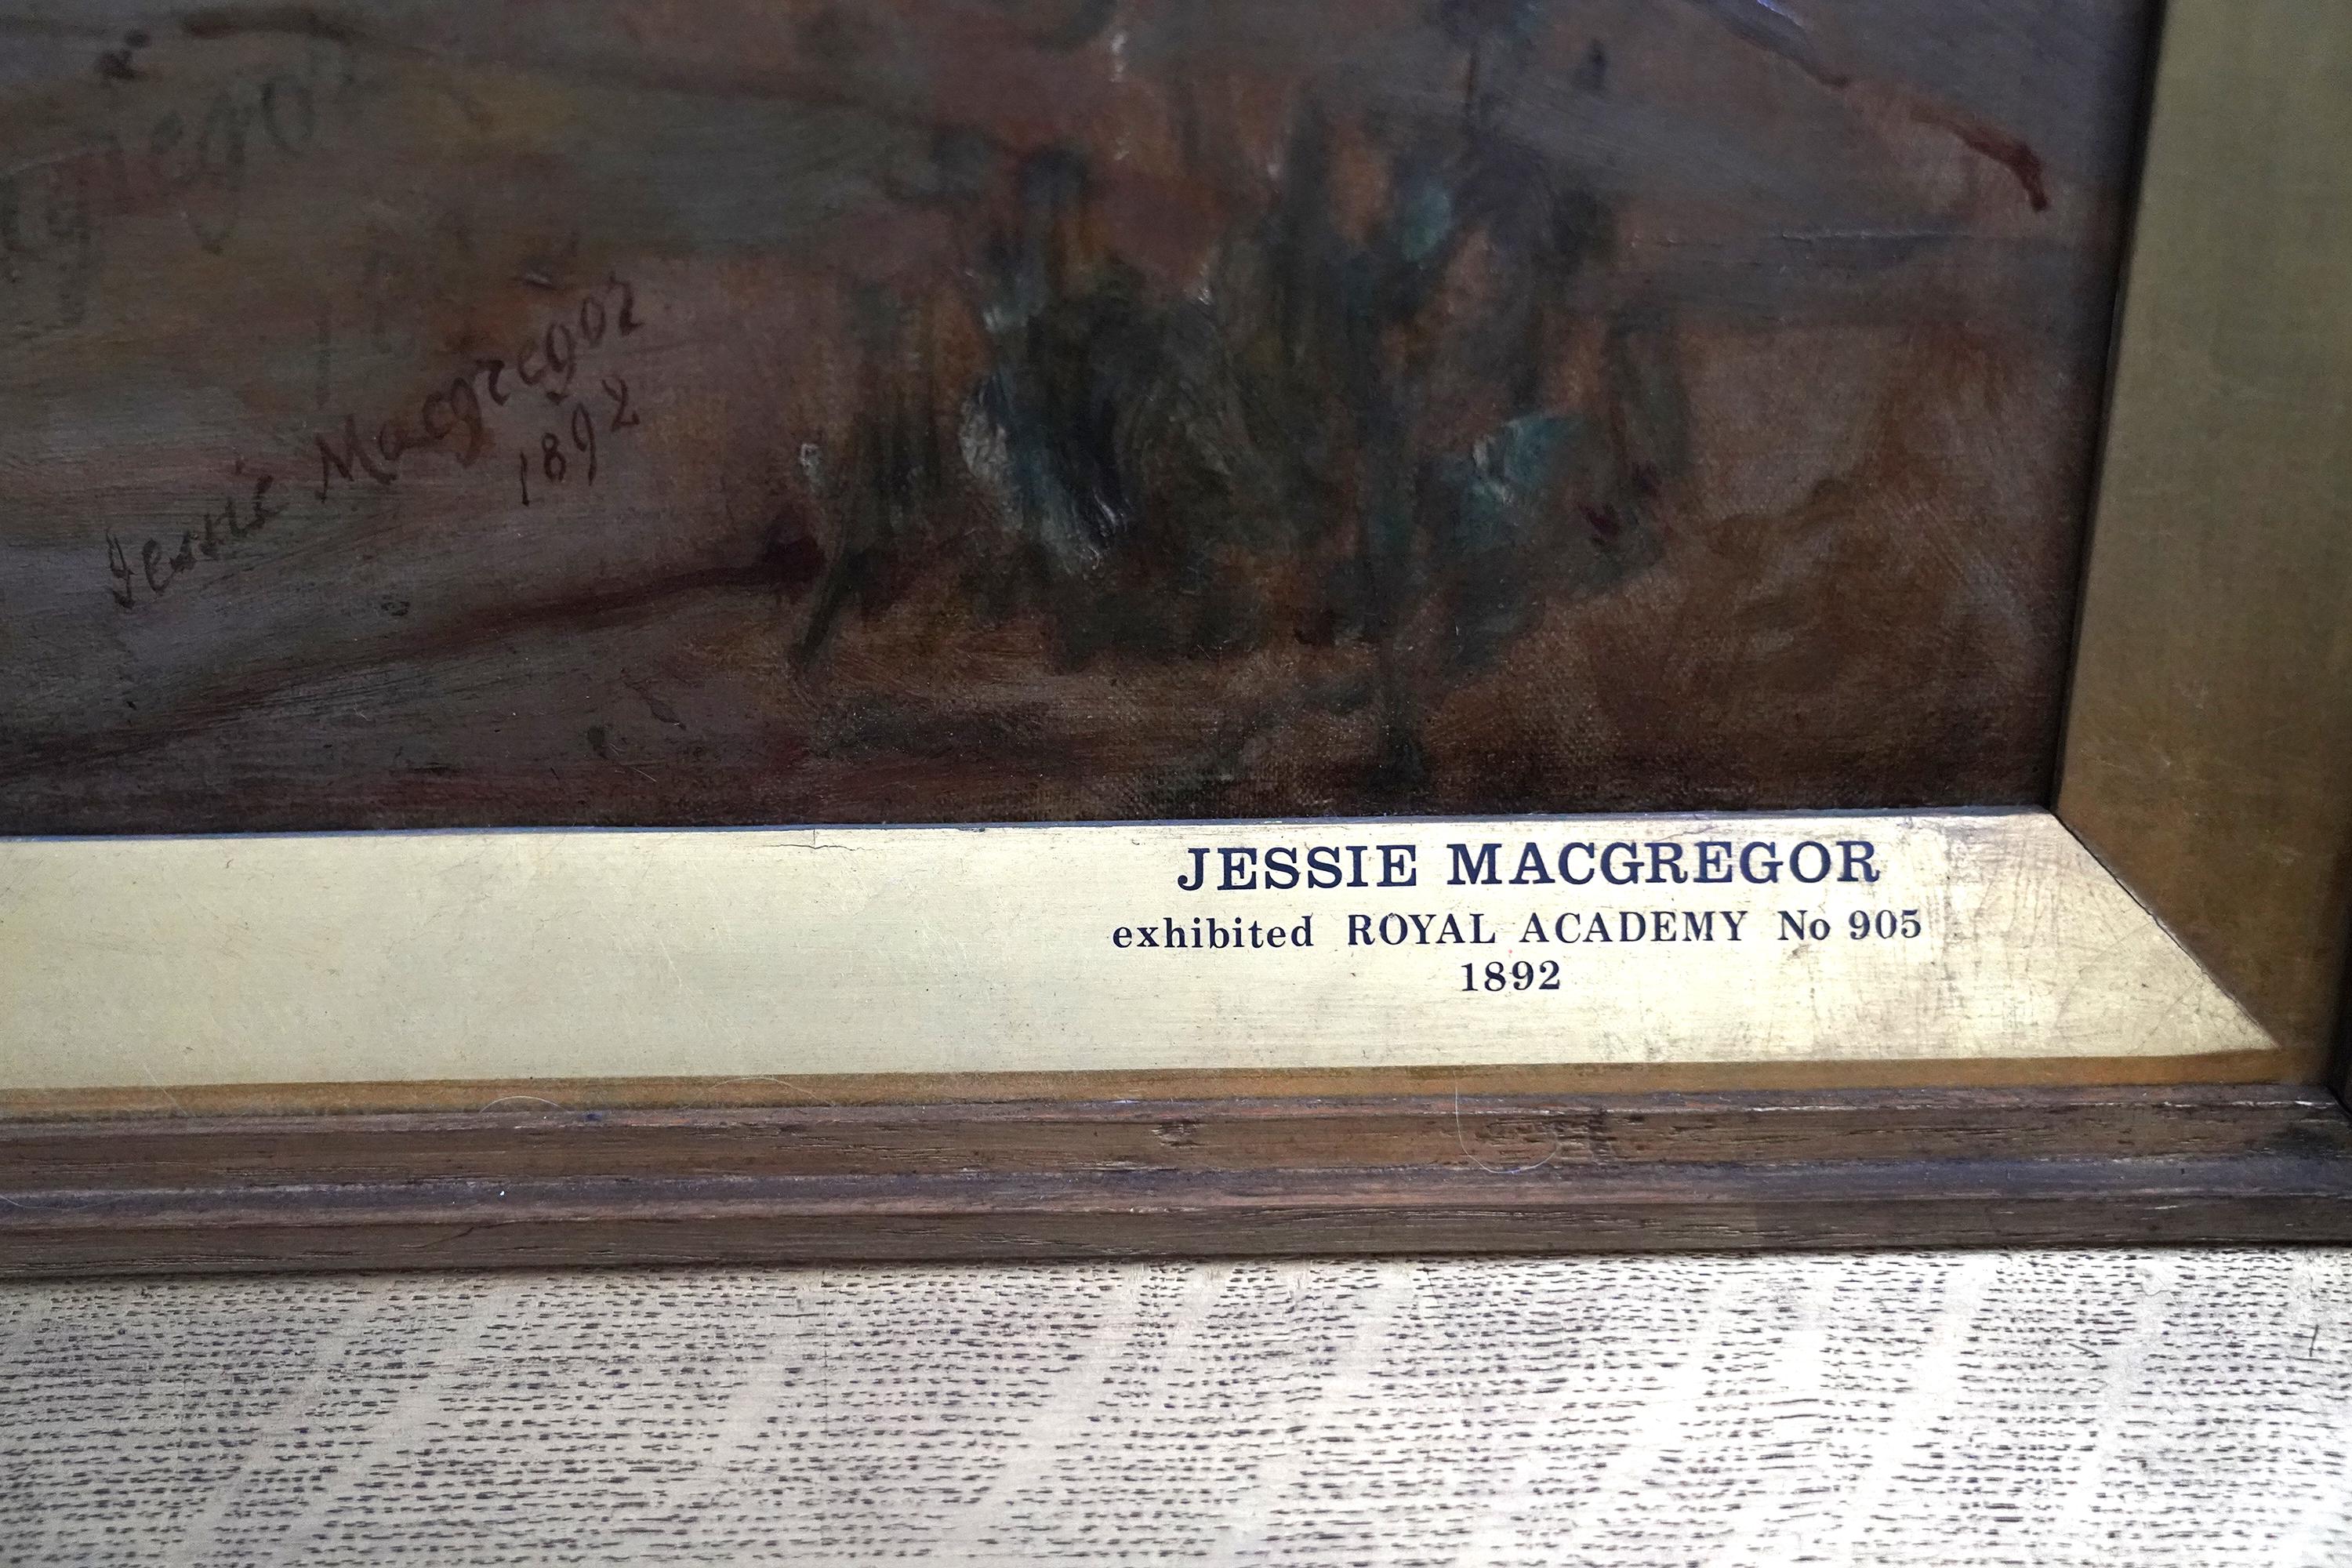 Jessie Macgregor
1892
JESSIE MACGREGOR
exhibited ROYAL ACADEMY No 905
1892